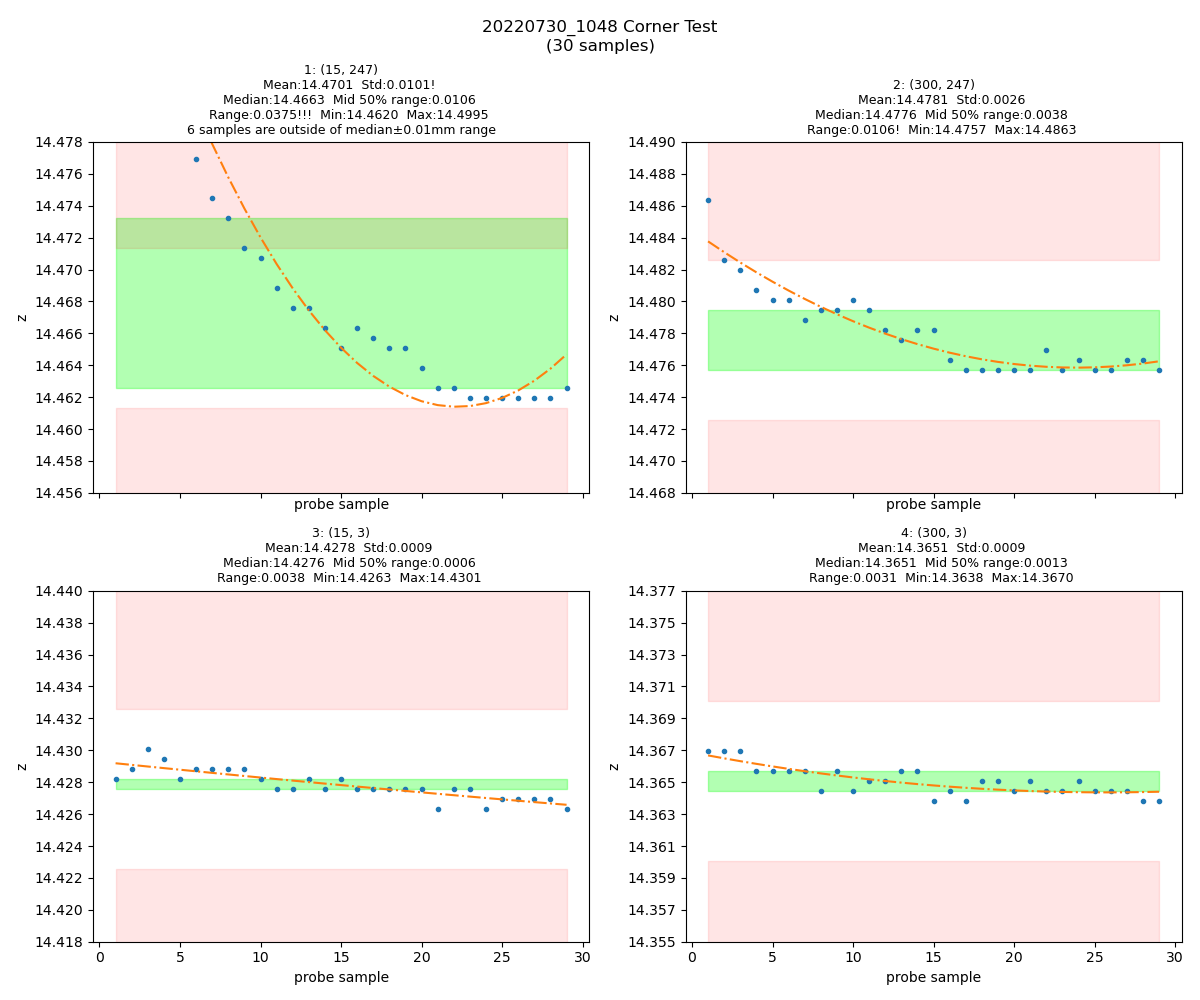 20220730_1048 Corner Test
(30 samples)
1: (15, 247)
Mean:14.4701 Std:0.0101!
Median:14.4663 Mid 50% range:0.0106
Range:0.0375!!! Min:14.4620 Max:14.4995
6 samples are outside of median±0.01mm range
14.478
14.476
14.474
14.472
14.470
14.468
14.466
14.464
14.462
14.460
14.458
14.456
z
probe sample
2: (300, 247)
Mean:14.4781 Std:0.0026
Median:14.4776 Mid 50% range:0.0038
Range:0.0106! Min:14.4757 Max:14.4863
14.490
14.488
14.486
14.484
14.482
14.480
14.478
14.476
14.474
14.472
14.470
14.468
z
probe sample
3: (15, 3)
Mean:14.4278 Std:0.0009
Median:14.4276 Mid 50% range:0.0006
Range:0.0038 Min:14.4263 Max:14.4301
14.440
14.438
14.436
14.434
14.432
14.430
14.428
14.426
14.424
14.422
14.420
14.418
z
0 5 10 15 20 25 30
probe sample
4: (300, 3)
Mean:14.3651 Std:0.0009
Median:14.3651 Mid 50% range:0.0013
Range:0.0031 Min:14.3638 Max:14.3670
14.377
14.375
14.373
14.371
14.369
14.367
14.365
14.363
14.361
14.359
14.357
14.355
z
0 5 10 15 20 25 30
probe sample